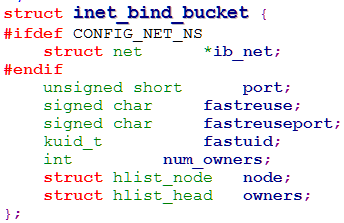 struct inet_bind_bucket {
#ifdef CONFIG_NET_NS
struct net *ib_net;
#endif
unsigned short port;
signed char fastreuse;
signed char fastreuseport;
kuid_t fastuid;
int num_owners;
struct hlist_node node;
struct hlist_head owners;
};